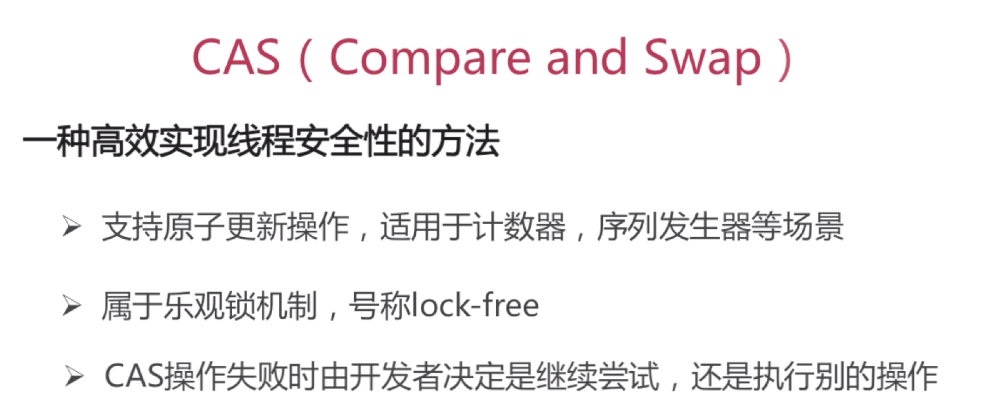 CAS（Compare and Swap）
一种高效实现线程安全性的方法
➢ 支持原子更新操作，适用于计数器，序列发生器等场景
➢ 属于乐观锁机制，号称lock-free
➢ CAS操作失败时由开发者决定是继续尝试，还是执行别的操作